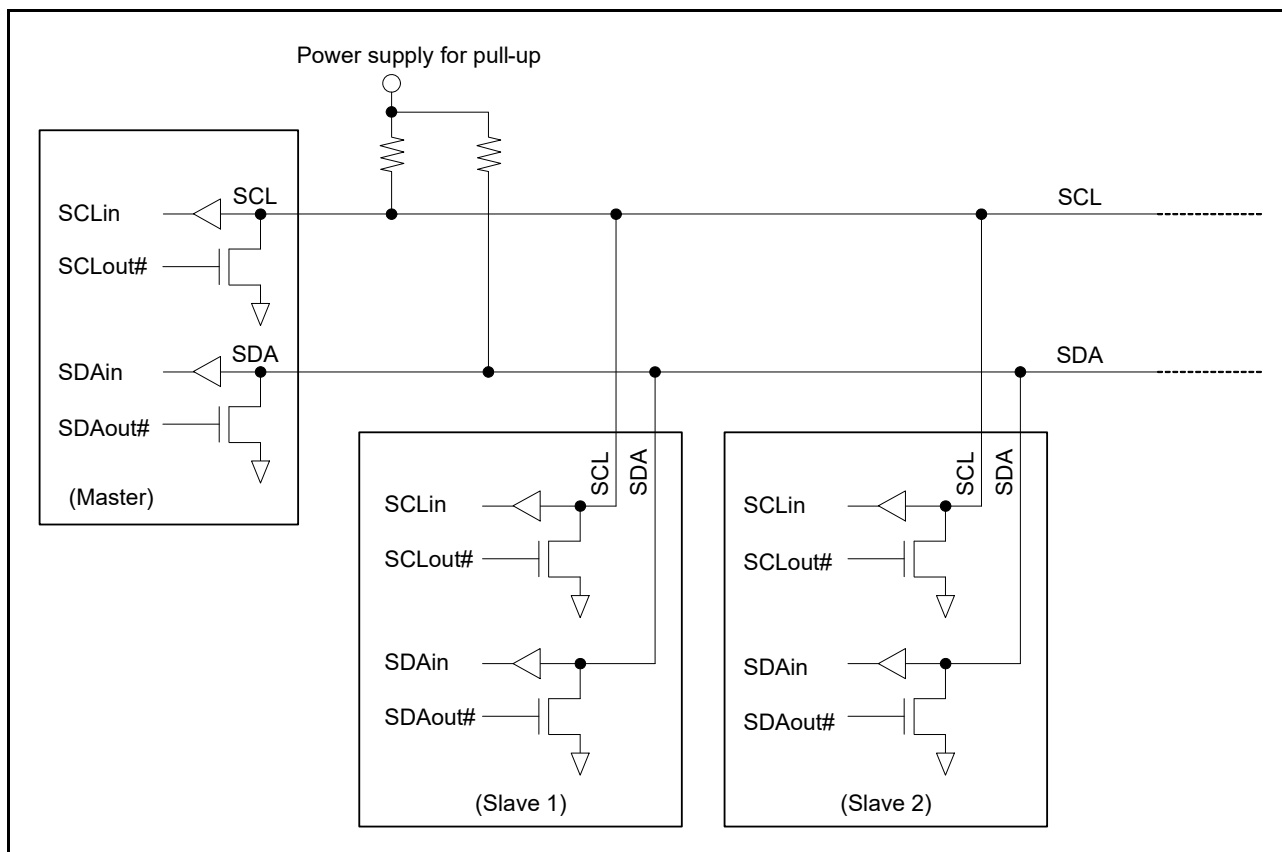 Power supply for pull-up
SCLin
SCL
SCLout#
SDAin
SDA
SDAout#
(Master)
SCL
SDA
SCL
SDA
SCLin
SCLout#
SDAin
SDAout#
(Slave 1)
SCL
SDA
SCLin
SCLout#
SDAin
SDAout#
(Slave 2)